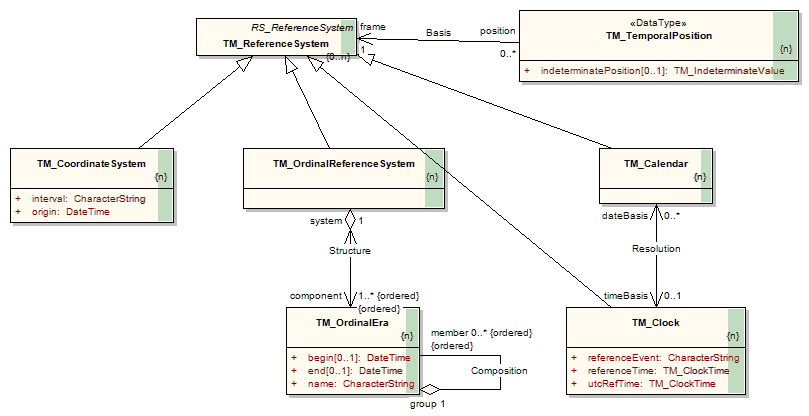 RS_ReferenceSystem
TM_ReferenceSystem
{0..n}
frame
1
Basis
position
0..*
«DataType»
TM_TemporalPosition
{n}
+ indeterminatePosition[0..1]: TM_IndeterminateValue
TM_CoordinateSystem
{n}
+ interval: CharacterString
+ origin: DateTime
TM_OrdinalReferenceSystem
{n}
TM_Calendar
{n}
system 1
Structure
component 1..* {ordered}
{ordered}
dateBasis 0..*
Resolution
timeBasis 0..1
TM_OrdinalEra
{n}
+ begin[0..1]: DateTime
+ end[0..1]: DateTime
+ name: CharacterString
member 0..* {ordered}
{ordered}
Composition
group 1
TM_Clock
{n}
+ referenceEvent: CharacterString
+ referenceTime: TM_ClockTime
+ utcRefTime: TM_ClockTime